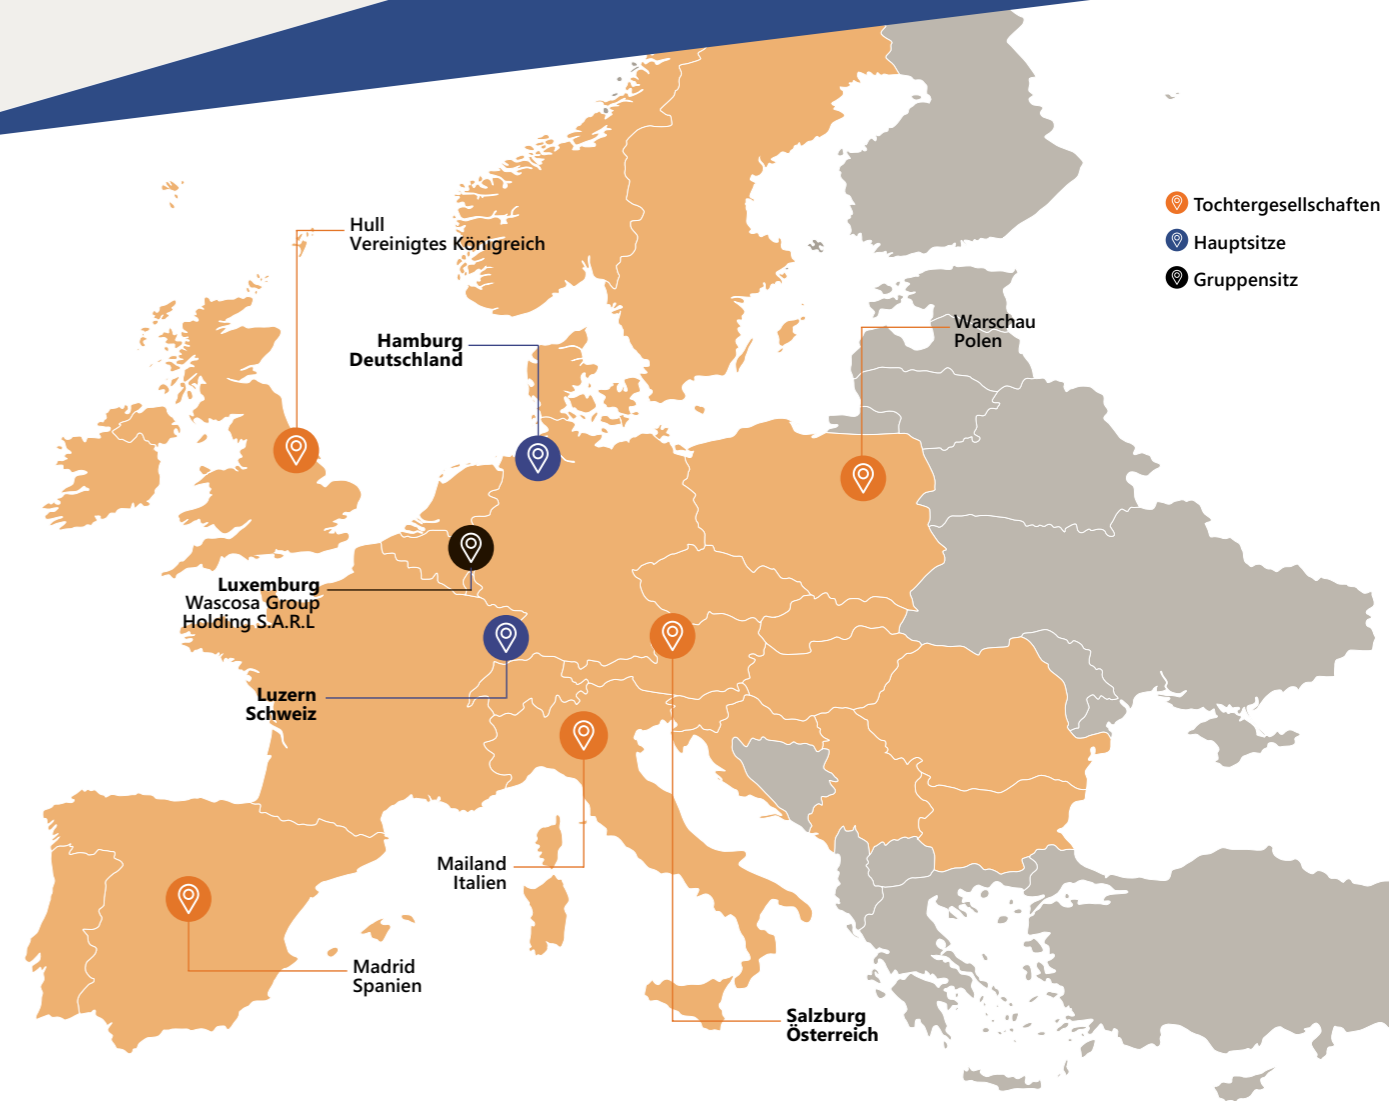 Tochtergesellschaften
Hauptsitze
Gruppensitz
Hull
Vereinigtes Königreich
Hamburg
Deutschland
Warschau
Polen
Luxemburg
Wascosa Group
Holding S.A.R.L
Luzern
Schweiz
Mailand
Italien
Madrid
Spanien
Salzburg
Österreich